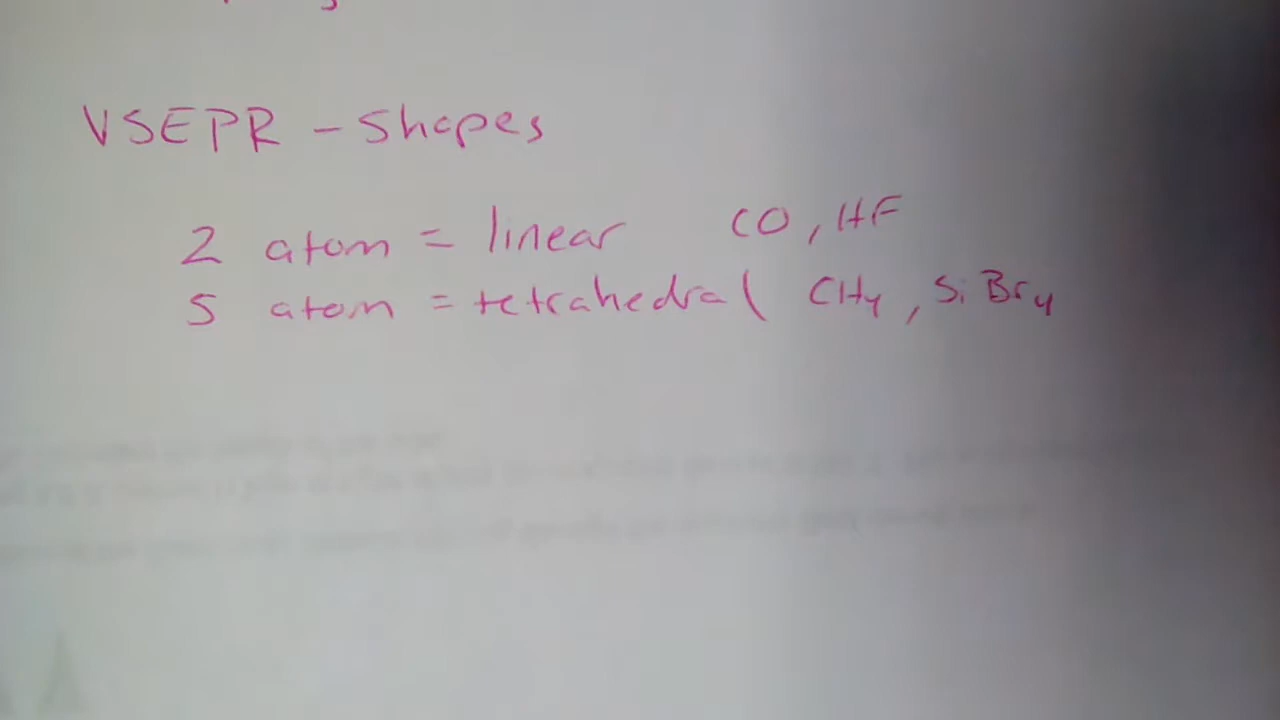 VSEPR - Shapes
2 atom = linear CO, HF
5 atom = tetrahedral CH4, SiBr4